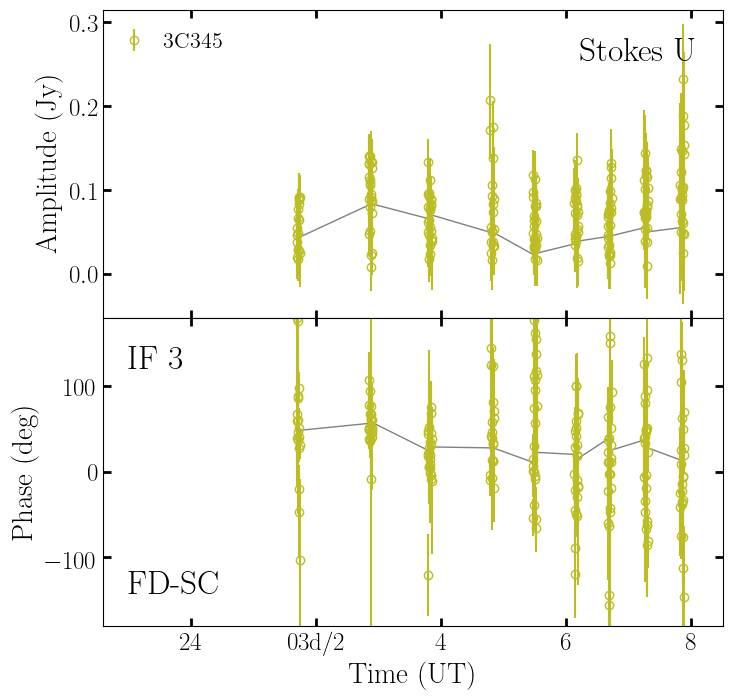 3C345
Stokes U
0.3
0.2
0.1
0.0
Amplitude (Jy)
IF 3
100
0
−100
Phase (deg)
FD-SC
24 03d/2 4 6 8
Time (UT)